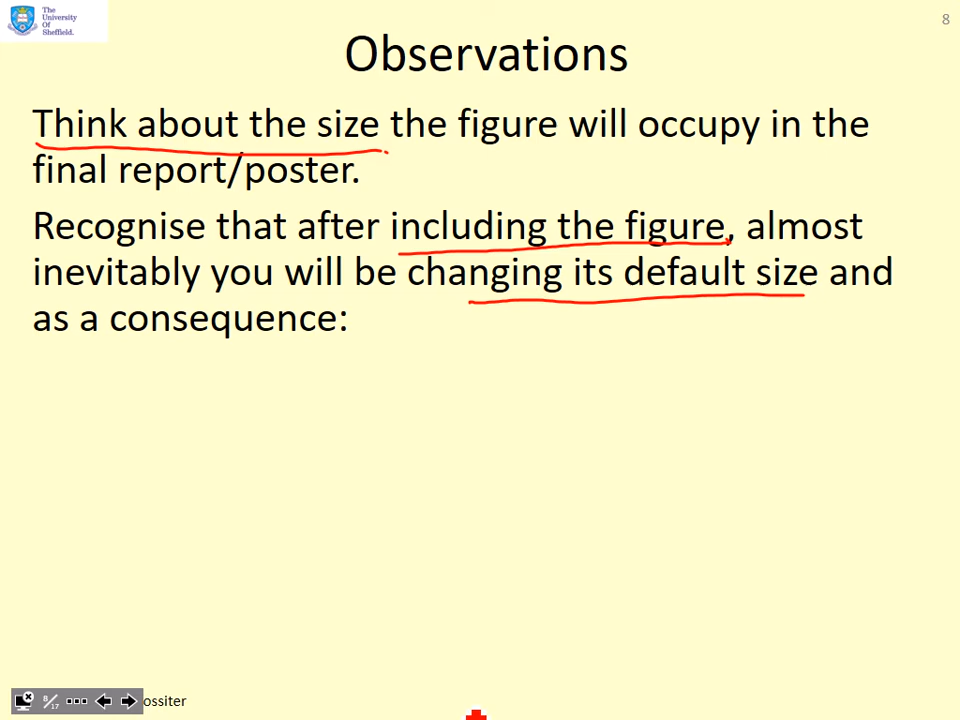 The
University
Of
Sheffield.
8
Observations
Think about the size the figure will occupy in the
final report/poster.
Recognise that after including the figure, almost
inevitably you will be changing its default size and
as a consequence:
8/17
ossiter